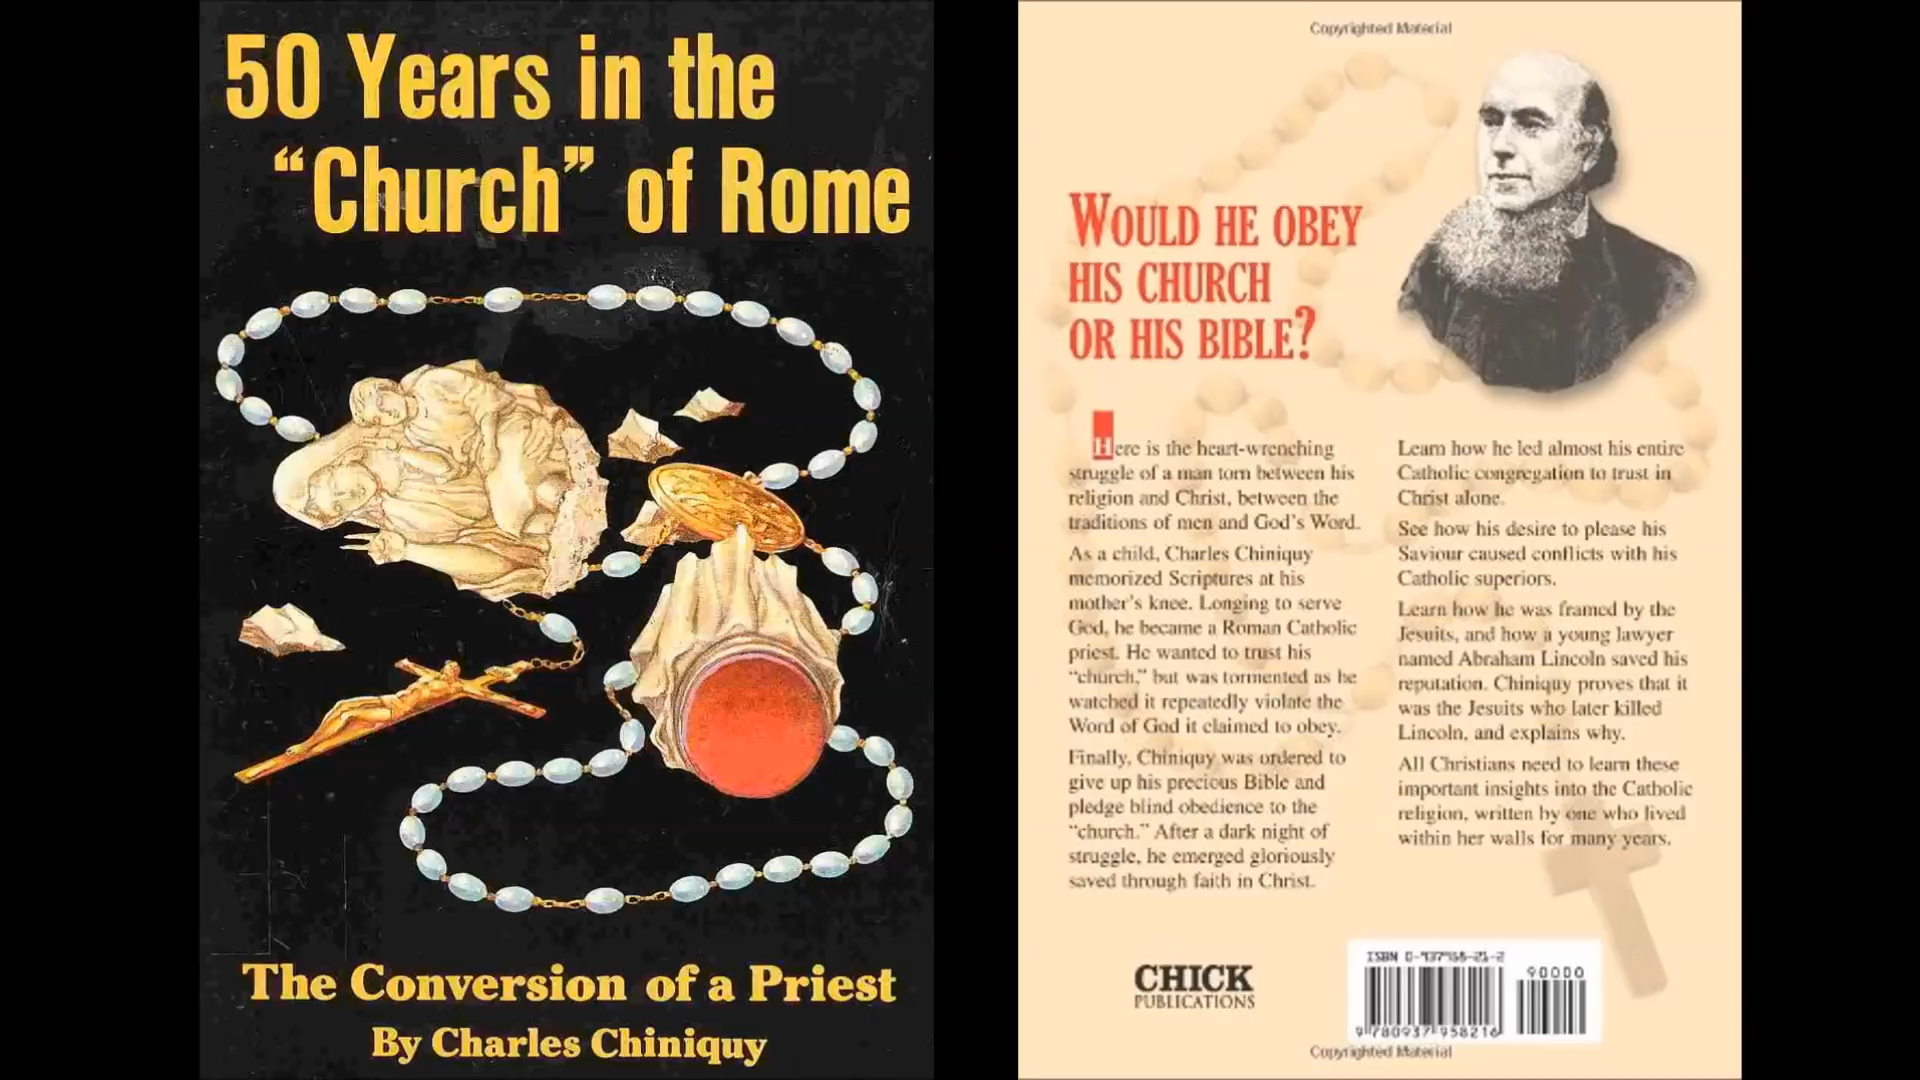 50 Years in the
“Church” of Rome
The Conversion of a Priest
By Charles Chiniquy
Copyrighted Material
WOULD HE OBEY
HIS CHURCH
OR HIS BIBLE?
Here is the heart-wrenching
struggle of a man torn between his
religion and Christ, between the
traditions of men and God's Word.
As a child, Charles Chiniquy
memorized Scriptures at his
mother's knee. Longing to serve
God, he became a Roman Catholic
priest. He wanted to trust his
“church,” but was tormented as he
watched it repeatedly violate the
Word of God it claimed to obey.
Finally, Chiniquy was ordered to
give up his precious Bible and
pledge blind obedience to the
“church.” After a dark night of
struggle, he emerged gloriously
saved through faith in Christ.
Learn how he led almost his entire
Catholic congregation to trust in
Christ alone.
See how his desire to please his
Saviour caused conflicts with his
Catholic superiors.
Learn how he was framed by the
Jesuits, and how a young lawyer
named Abraham Lincoln saved his
reputation. Chiniquy proves that it
was the Jesuits who later killed
Lincoln, and explains why.
All Christians need to learn these
important insights into the Catholic
religion, written by one who lived
within her walls for many years.
CHICK
PUBLICATIONS
ISBN 0-937958-21-2
90000
9 780937 958216
Copyrighted Material